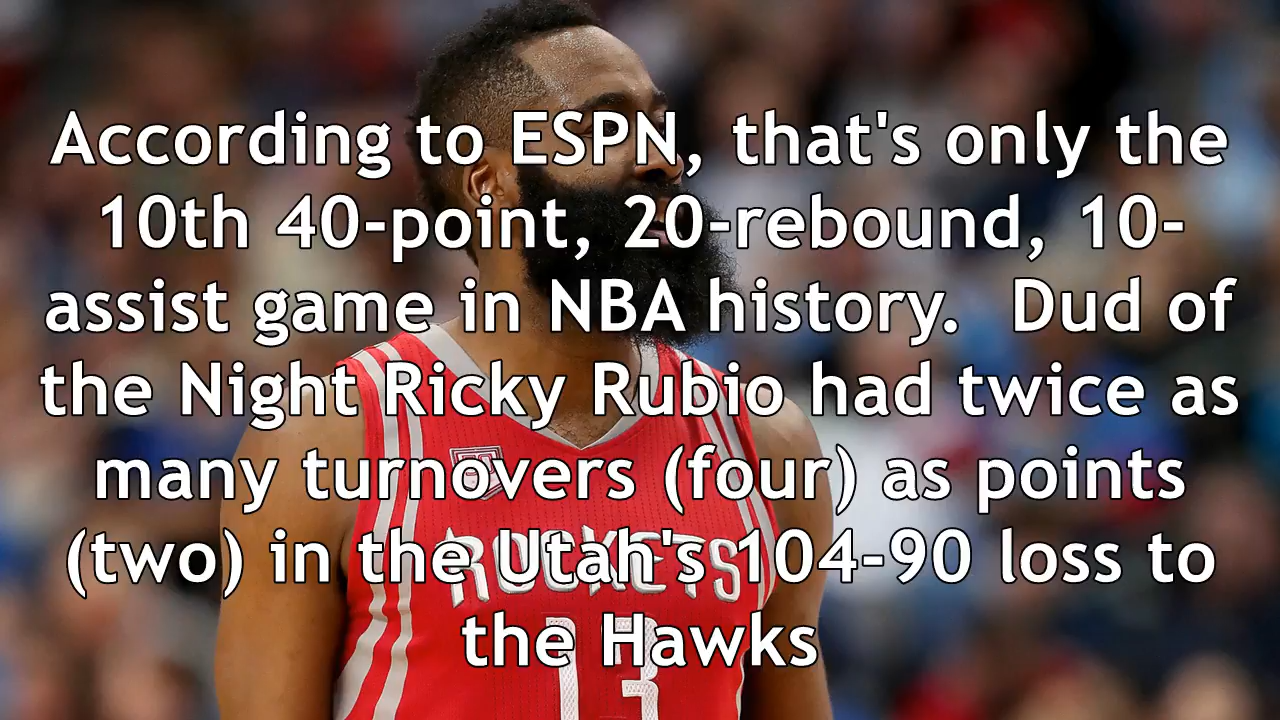 According to ESPN, that's only the
10th 40-point, 20-rebound, 10-
assist game in NBA history.  Dud of
the Night Ricky Rubio had twice as
many turnovers (four) as points
(two) in the Utah's 104-90 loss to
the Hawks
ROCKETS
13